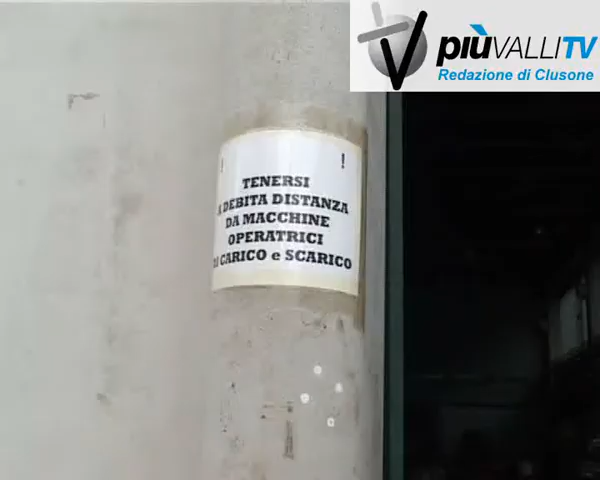 PIÙVALLITV
Redazione di Clusone
! !
TENERSI
A DEBITA DISTANZA
DA MACCHINE
OPERATRICI
DI CARICO e SCARICO